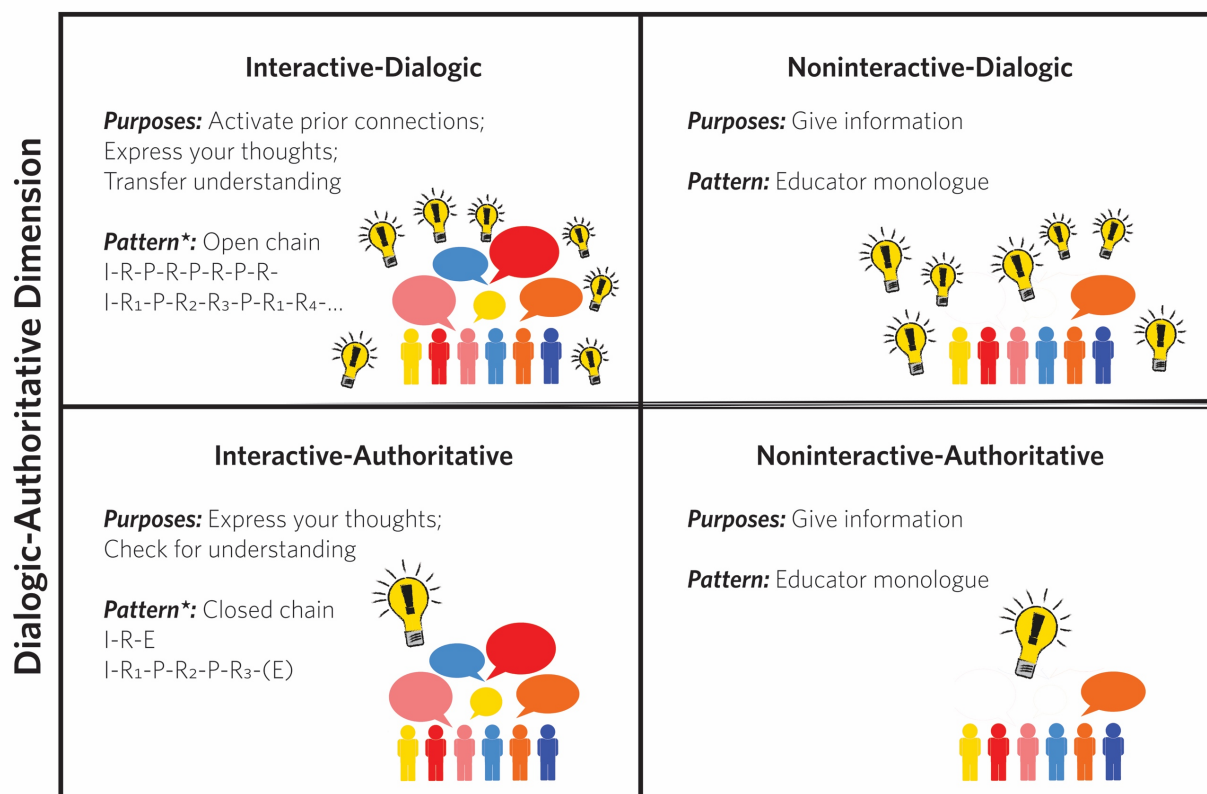 Dialogic-Authoritative Dimension
Interactive-Dialogic
Purposes: Activate prior connections;
Express your thoughts;
Transfer understanding
Pattern*: Open chain
I-R-P-R-P-R-P-R-
I-R₁-P-R₂-R₃-P-R₁-R₄-...
Noninteractive-Dialogic
Purposes: Give information
Pattern: Educator monologue
Interactive-Authoritative
Purposes: Express your thoughts;
Check for understanding
Pattern*: Closed chain
I-R-E
I-R₁-P-R₂-P-R₃-(E)
Noninteractive-Authoritative
Purposes: Give information
Pattern: Educator monologue